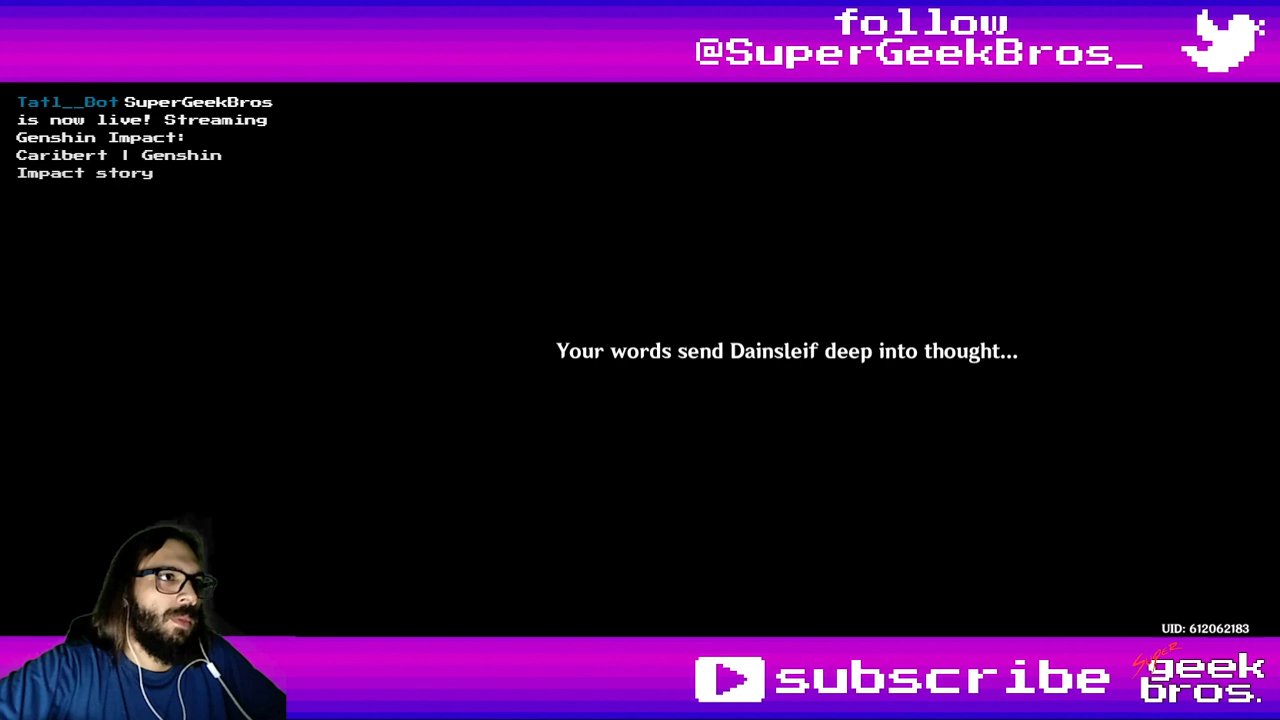 follow
@SuperGeekBros_
Tatl__Bot SuperGeekBros
is now live! Streaming
Genshin Impact:
Caribert | Genshin
Impact story
Your words send Dainsleif deep into thought...
UID: 612062183
subscribe
SUPER
geek
bros.